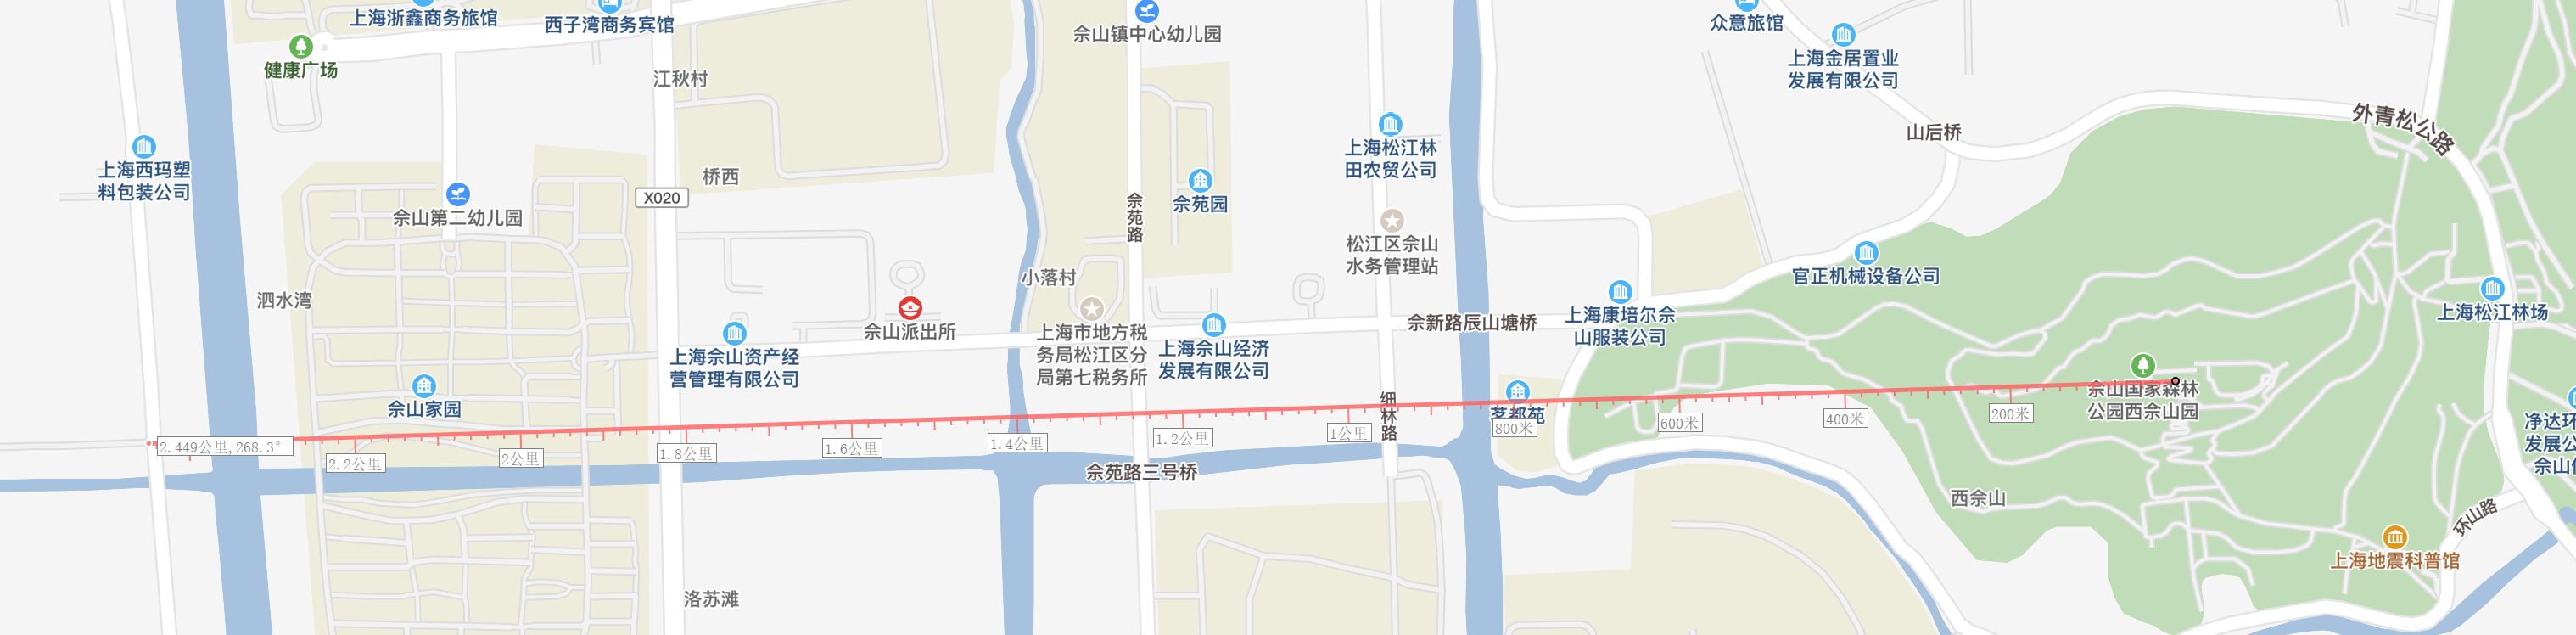 上海浙鑫商务旅馆
西子湾商务宾馆
佘山镇中心幼儿园
众意旅馆
健康广场
江秋村
上海金居置业
发展有限公司
外青松公路
山后桥
上海西玛塑
料包装公司
上海松江林
田农贸公司
桥西
X020
佘苑园
佘苑路
佘山第二幼儿园
松江区佘山
水务管理站
小落村
官正机械设备公司
泗水湾
上海松江林场
佘山派出所
上海市地方税
务局松江区分
局第七税务所
佘新路辰山塘桥
上海康培尔佘
山服装公司
上海佘山资产经
营管理有限公司
上海佘山经济
发展有限公司
佘山国家森林
公园西佘山园
佘山家园
细林路
茗都苑
200米
400米
600米
800米
1公里
1.2公里
1.4公里
1.6公里
1.8公里
2公里
2.2公里
2.449公里,268.3°
净达环
发展公
佘山佘苑路三号桥
西佘山
环山路
上海地震科普馆
洛苏滩